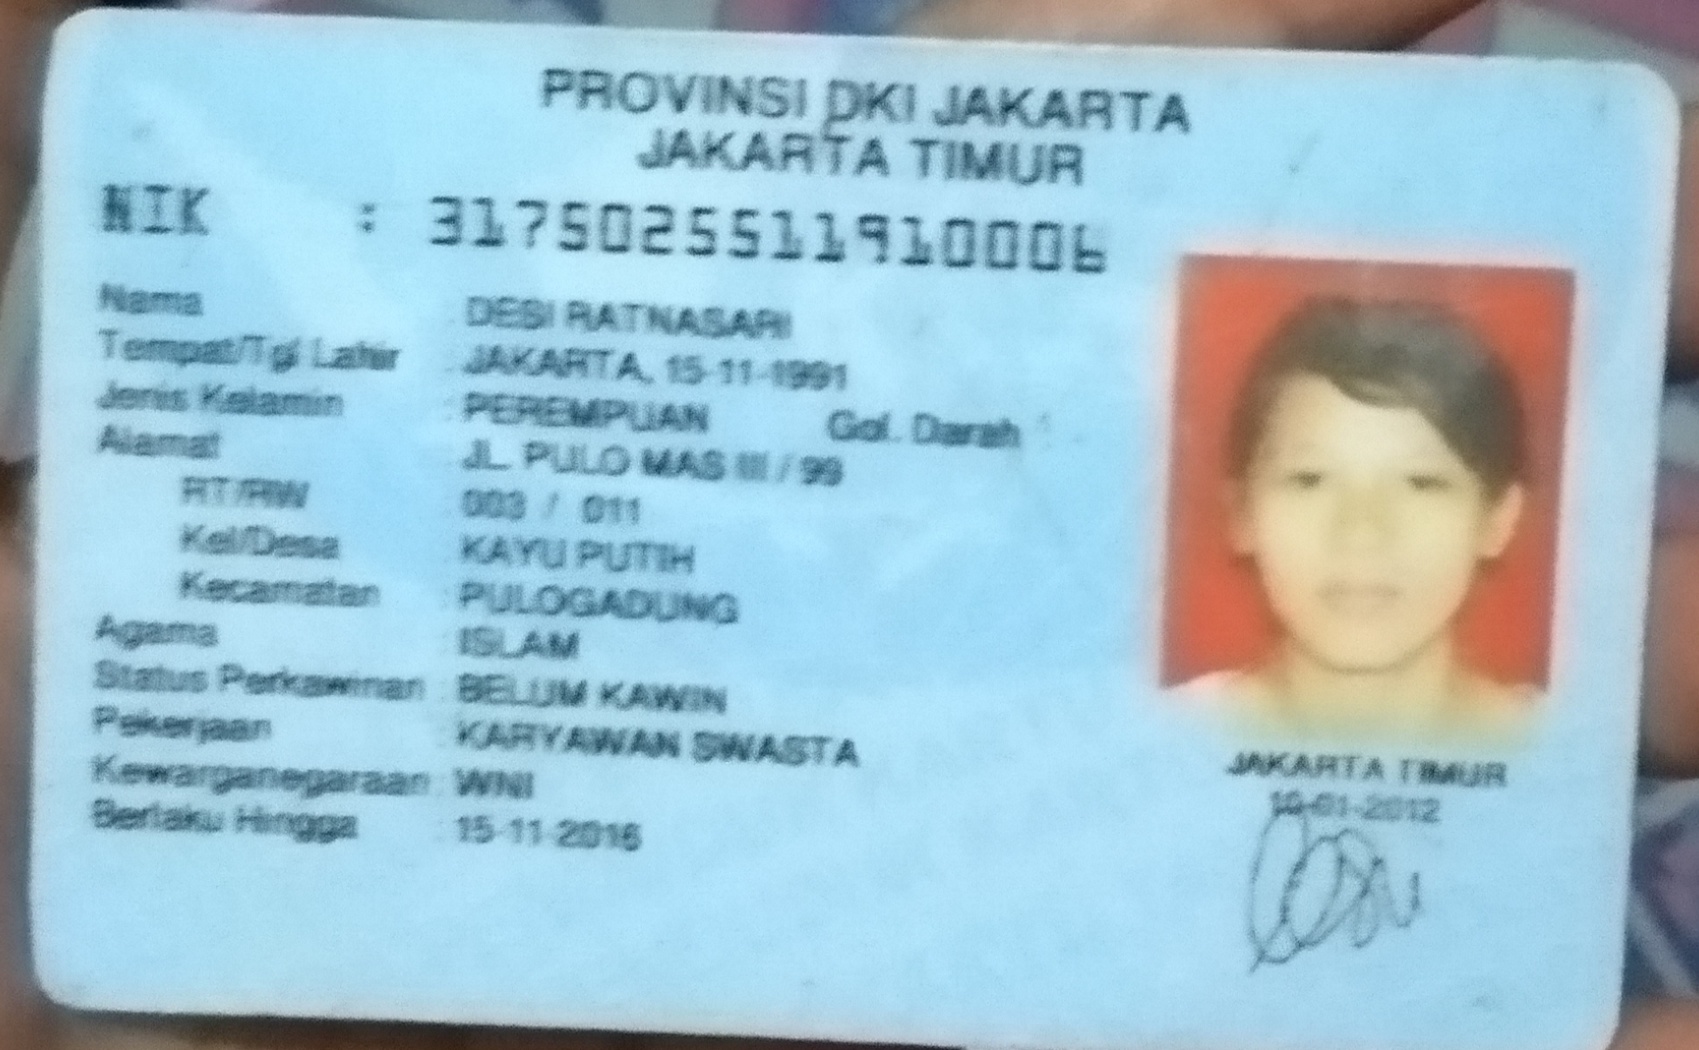 PROVINSI DKI JAKARTA
JAKARTA TIMUR
NIK : 3175025511910006
Nama : DESI RATNASARI
Tempat/Tgl Lahir : JAKARTA, 15-11-1991
Jenis Kelamin : PEREMPUAN Gol. Darah : -
Alamat : JL. PULO MAS III / 99
RT/RW : 003 / 011
Kel/Desa : KAYU PUTIH
Kecamatan : PULOGADUNG
Agama : ISLAM
Status Perkawinan : BELUM KAWIN
Pekerjaan : KARYAWAN SWASTA
Kewarganegaraan : WNI
Berlaku Hingga : 15-11-2016
JAKARTA TIMUR
10-01-2012